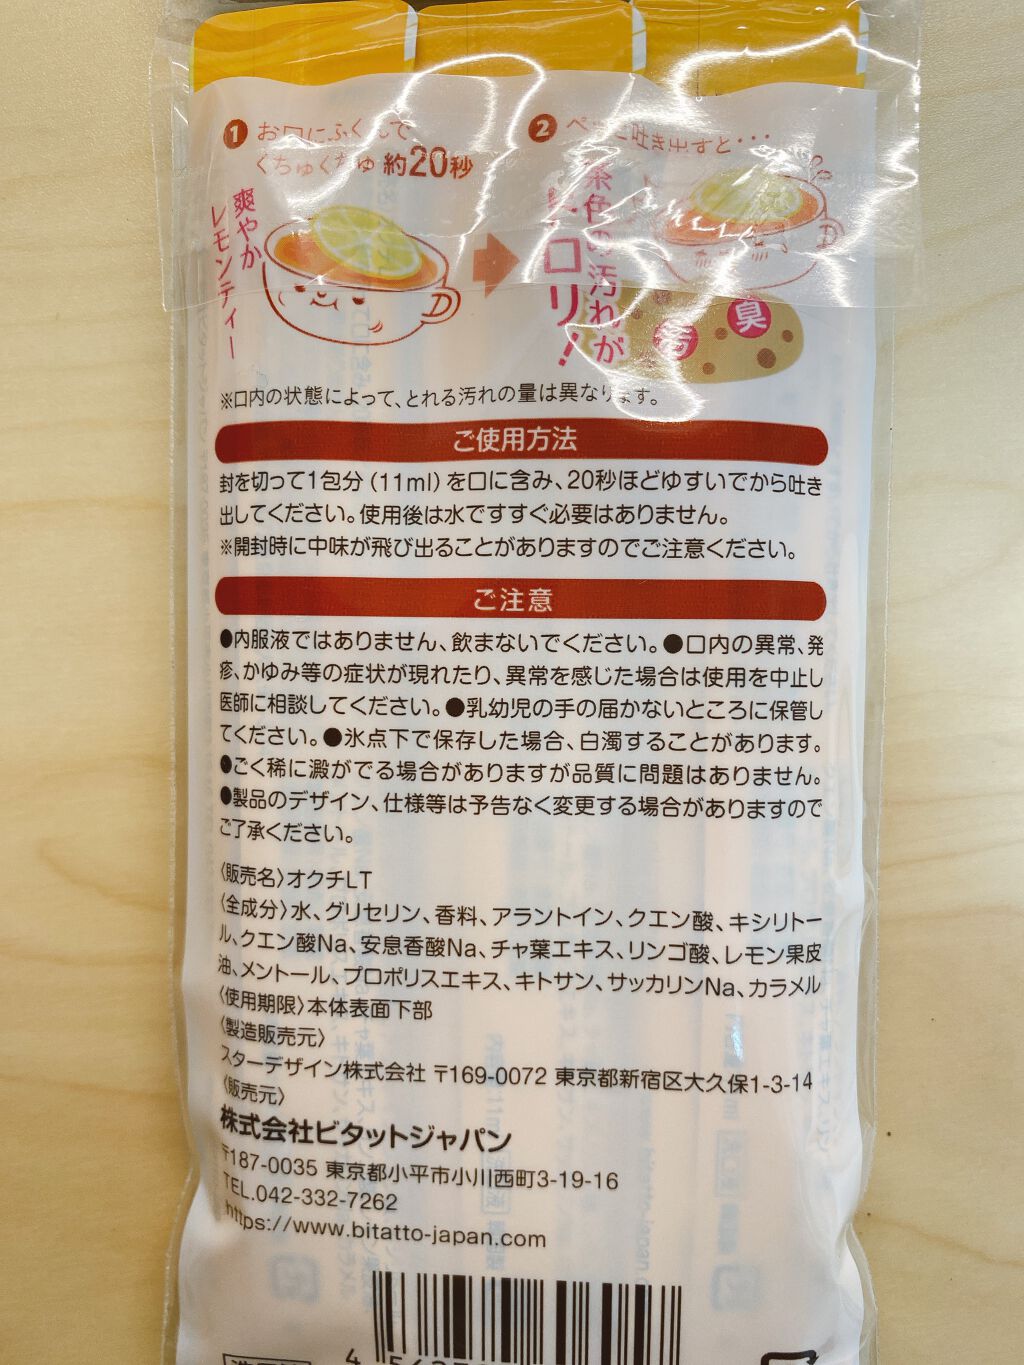 1 お口にふくんで
くちゅくちゅ 約20秒
爽やか
レモンティー
2 ペッと吐き出すと・・・
茶色の汚れが
ドロリ!
汚
臭
※口内の状態によって、とれる汚れの量は異なります。
ご使用方法
封を切って1包分(11ml)を口に含み、20秒ほどゆすいでから吐き
出してください。使用後は水ですすぐ必要はありません。
※開封時に中味が飛び出ることがありますのでご注意ください。
ご注意
●内服液ではありません、飲まないでください。●口内の異常、発
疹、かゆみ等の症状が現れたり、異常を感じた場合は使用を中止し
医師に相談してください。●乳幼児の手の届かないところに保管し
てください。●氷点下で保存した場合、白濁することがあります。
●ごく稀に澱がでる場合がありますが品質に問題はありません。
●製品のデザイン、仕様等は予告なく変更する場合がありますので
ご了承ください。
〈販売名〉オクチLT
〈全成分〉水、グリセリン、香料、アラントイン、クエン酸、キシリトー
ル、クエン酸Na、安息香酸Na、チャ葉エキス、リンゴ酸、レモン果皮
油、メントール、プロポリスエキス、キトサン、サッカリンNa、カラメル
〈使用期限〉本体表面下部
〈製造販売元〉
スターデザイン株式会社 〒169-0072 東京都新宿区大久保1-3-14
〈販売元〉
株式会社ビタットジャパン
〒187-0035 東京都小平市小川西町3-19-16
TEL.042-332-7262
https://www.bitatto-japan.com